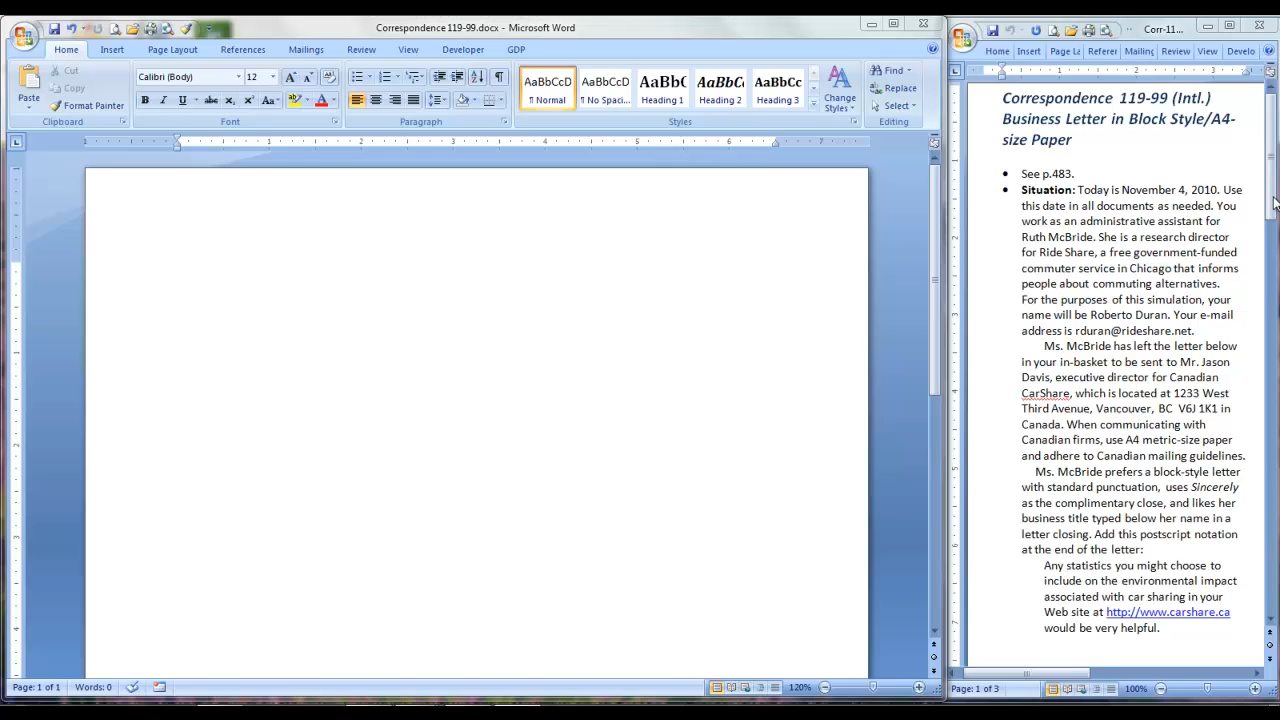 Correspondence 119-99.docx - Microsoft Word
Home Insert Page Layout References Mailings Review View Developer GDP
Paste
Cut
Copy
Format Painter
Clipboard
Calibri (Body) 12
Font
Paragraph
AaBbCcD AaBbCcD AaBbC AaBbCc AaBbCc
¶ Normal ¶ No Spaci... Heading 1 Heading 2 Heading 3
Change Styles
Styles
Find
Replace
Select
Editing
Page: 1 of 1 Words: 0 120%
Corr-11...
Home Insert Page La Referer Mailing Review View Develo
Correspondence 119-99 (Intl.)
Business Letter in Block Style/A4-
size Paper
• See p.483.
• Situation: Today is November 4, 2010. Use
this date in all documents as needed. You
work as an administrative assistant for
Ruth McBride. She is a research director
for Ride Share, a free government-funded
commuter service in Chicago that informs
people about commuting alternatives.
For the purposes of this simulation, your
name will be Roberto Duran. Your e-mail
address is rduran@rideshare.net.
Ms. McBride has left the letter below
in your in-basket to be sent to Mr. Jason
Davis, executive director for Canadian
CarShare, which is located at 1233 West
Third Avenue, Vancouver, BC V6J 1K1 in
Canada. When communicating with
Canadian firms, use A4 metric-size paper
and adhere to Canadian mailing guidelines.
Ms. McBride prefers a block-style letter
with standard punctuation, uses Sincerely
as the complimentary close, and likes her
business title typed below her name in a
letter closing. Add this postscript notation
at the end of the letter:
Any statistics you might choose to
include on the environmental impact
associated with car sharing in your
Web site at http://www.carshare.ca
would be very helpful.
Page: 1 of 3 100%